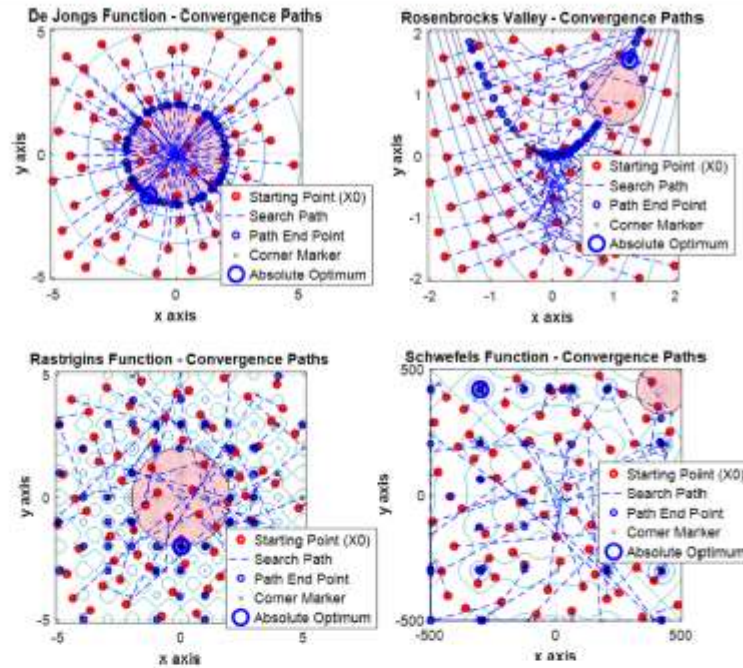 De Jongs Function - Convergence Paths
5
0
-5
y axis
-5
0
5
x axis
Starting Point (X0)
Search Path
Path End Point
Corner Marker
Absolute Optimum
Rosenbrocks Valley - Convergence Paths
2
1
0
-1
-2
y axis
-2
-1
0
1
2
x axis
Starting Point (X0)
Search Path
Path End Point
Corner Marker
Absolute Optimum
Rastrigins Function - Convergence Paths
5
0
-5
y axis
-5
0
5
x axis
Starting Point (X0)
Search Path
Path End Point
Corner Marker
Absolute Optimum
Schwefels Function - Convergence Paths
500
0
-500
y axis
-500
0
500
x axis
Starting Point (X0)
Search Path
Path End Point
Corner Marker
Absolute Optimum